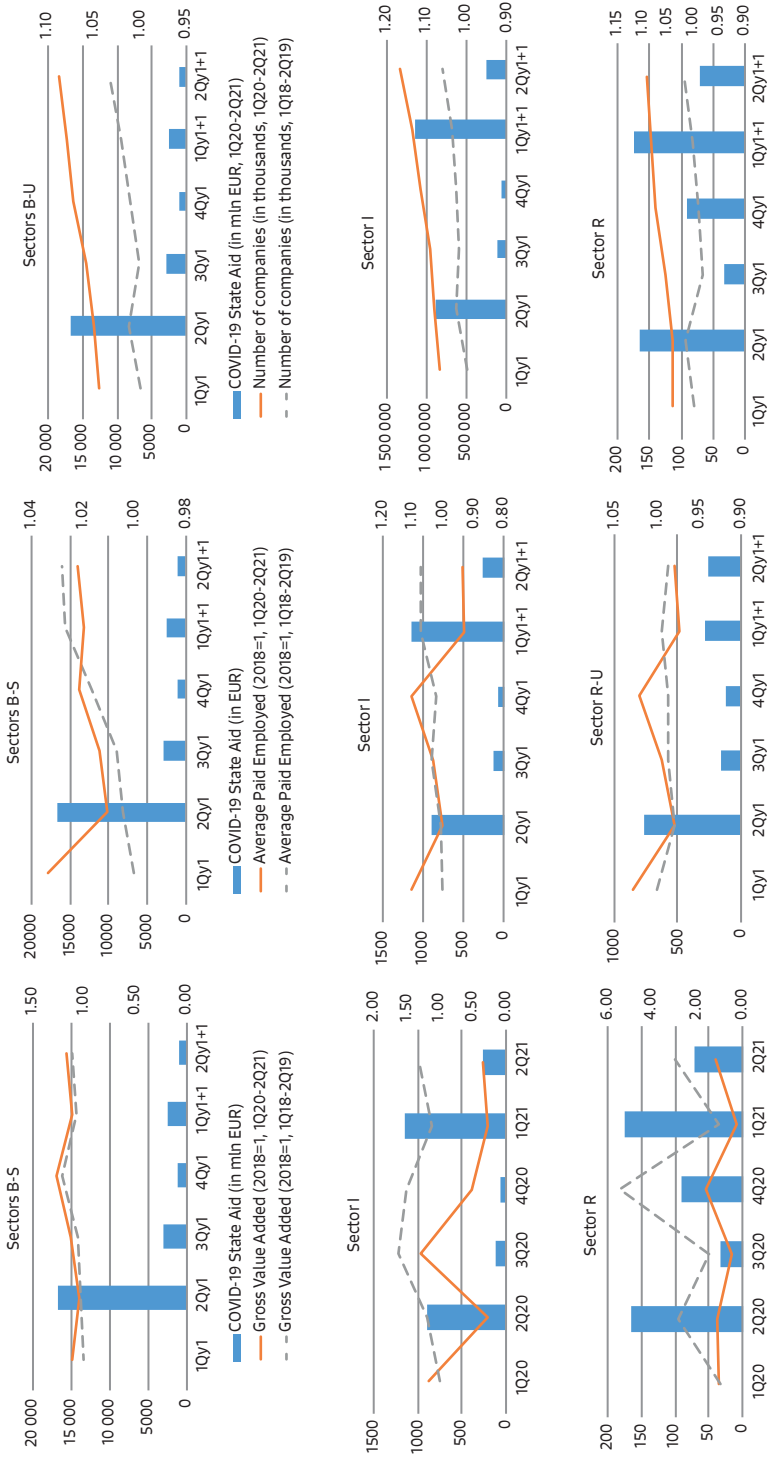 Sectors B-S
20 000
15 000
10 000
5000
0
1.50
1.00
0.50
0.00
1Qy1 2Qy1 3Qy1 4Qy1 1Qy1+1 2Qy1+1
COVID-19 State Aid (in mln EUR)
Gross Value Added (2018=1, 1Q20-2Q21)
Gross Value Added (2018=1, 1Q18-2Q19)
Sectors B-S
20000
15000
10000
5000
0
1.04
1.02
1.00
0.98
1Qy1 2Qy1 3Qy1 4Qy1 1Qy1+1 2Qy1+1
COVID-19 State Aid (in EUR)
Average Paid Employed (2018=1, 1Q20-2Q21)
Average Paid Employed (2018=1, 1Q18-2Q19)
Sectors B-U
20 000
15 000
10 000
5000
0
1.10
1.05
1.00
0.95
1Qy1 2Qy1 3Qy1 4Qy1 1Qy1+1 2Qy1+1
COVID-19 State Aid (in mln EUR, 1Q20-2Q21)
Number of companies (in thousands, 1Q20-2Q21)
Number of companies (in thousands, 1Q18-2Q19)
Sector I
1500
1000
500
0
2.00
1.50
1.00
0.50
0.00
1Q20 2Q20 3Q20 4Q20 1Q21 2Q21
Sector I
1500
1000
500
0
1.20
1.10
1.00
0.90
0.80
1Qy1 2Qy1 3Qy1 4Qy1 1Qy1+1 2Qy1+1
Sector I
1 500 000
1 000 000
500 000
0
1.10
1.05
1.00
0.95
0.90
1Qy1 2Qy1 3Qy1 4Qy1 1Qy1+1 2Qy1+1
Sector R
200
150
100
50
0
6.00
4.00
2.00
0.00
1Q20 2Q20 3Q20 4Q20 1Q21 2Q21
Sector R-U
1000
500
0
1.05
1.00
0.95
0.90
1Qy1 2Qy1 3Qy1 4Qy1 1Qy1+1 2Qy1+1
Sector R
200
150
100
50
0
1.10
1.05
1.00
0.95
0.90
1Qy1 2Qy1 3Qy1 4Qy1 1Qy1+1 2Qy1+1